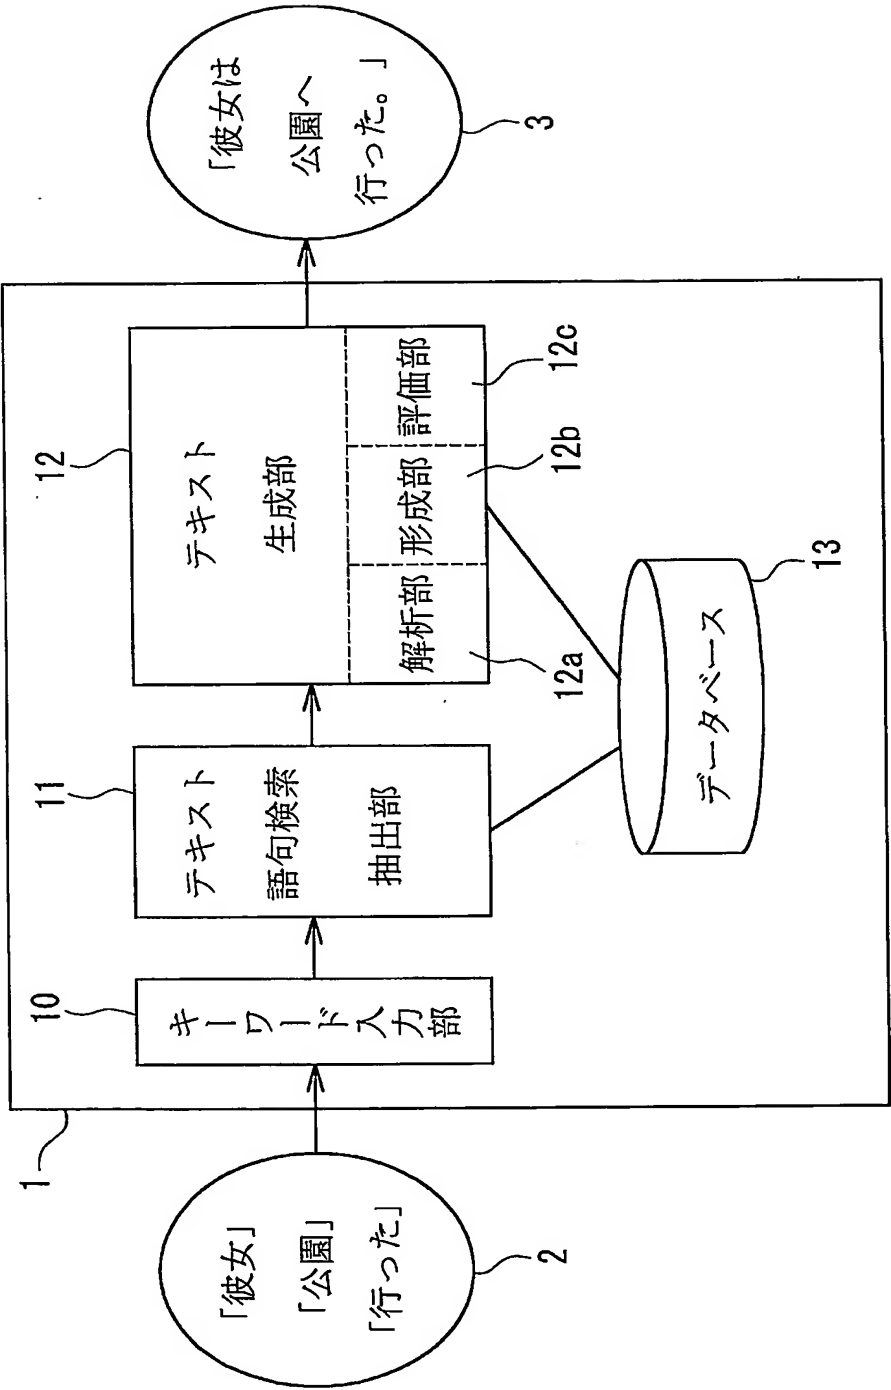 1
「彼女」
「公園」
「行った」
2
10
キーワード入力部
11
テキスト
語句検索
抽出部
12
テキスト
生成部
解析部
形成部
評価部
12a
12b
12c
データベース
13
「彼女は
公園へ
行った。」
3